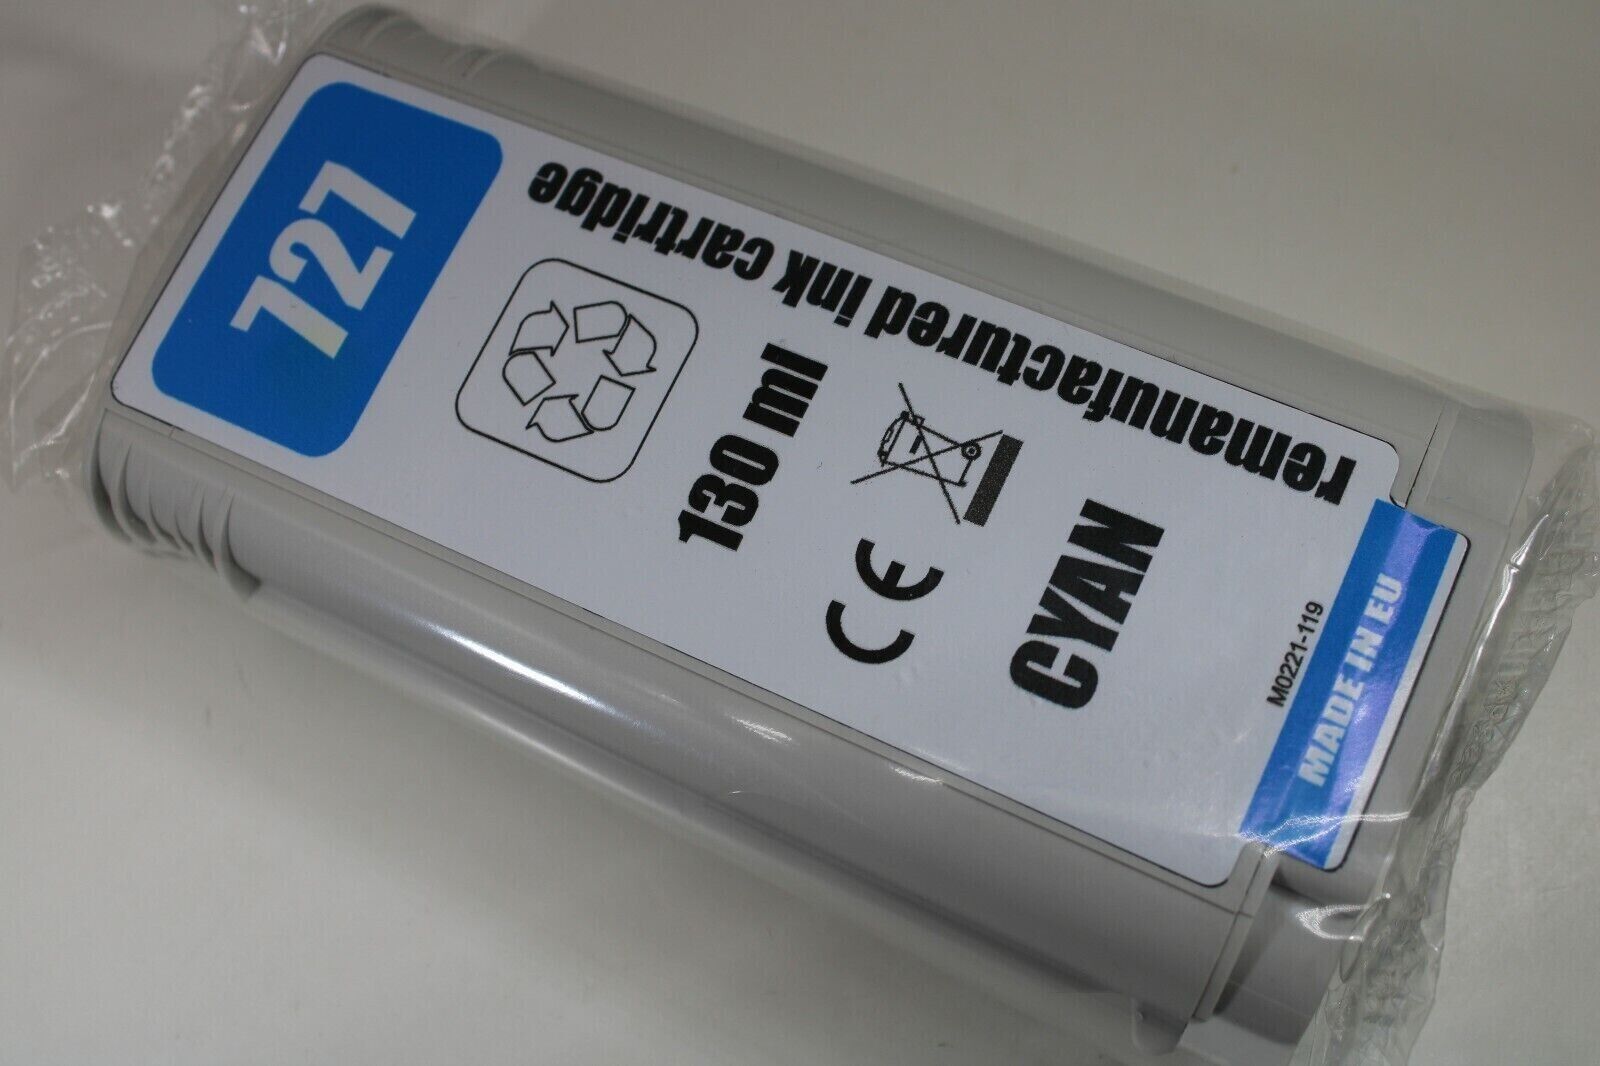 727
remanufactured ink cartridge
130 ml
CE
CYAN
M0221-119
MADE IN EU